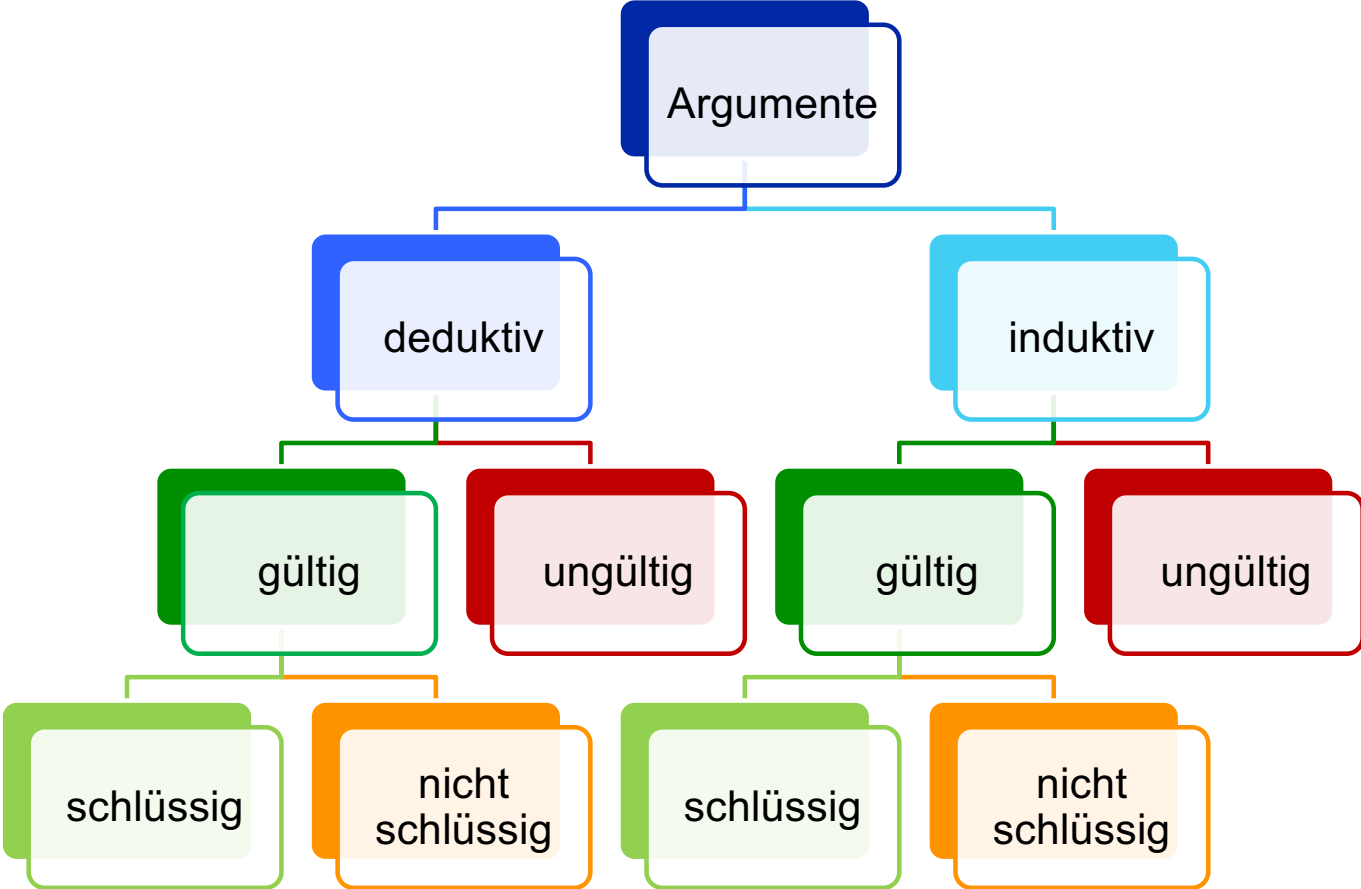 Argumente
deduktiv
induktiv
gültig
ungültig
gültig
ungültig
schlüssig
nicht
schlüssig
schlüssig
nicht
schlüssig